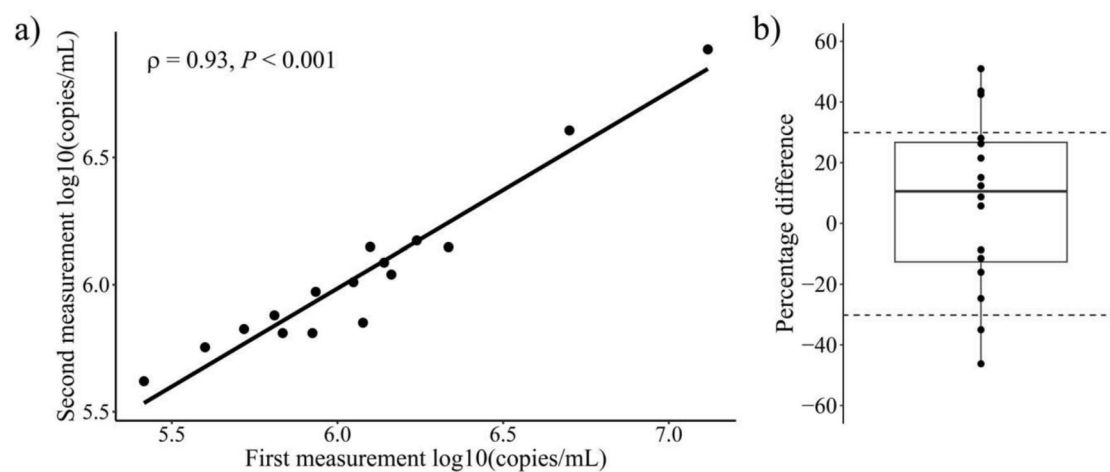 a)
ρ = 0.93, P < 0.001
Second measurement log10(copies/mL)
6.5
6.0
5.5
5.5 6.0 6.5 7.0
First measurement log10(copies/mL)
b)
Percentage difference
60
40
20
0
−20
−40
−60